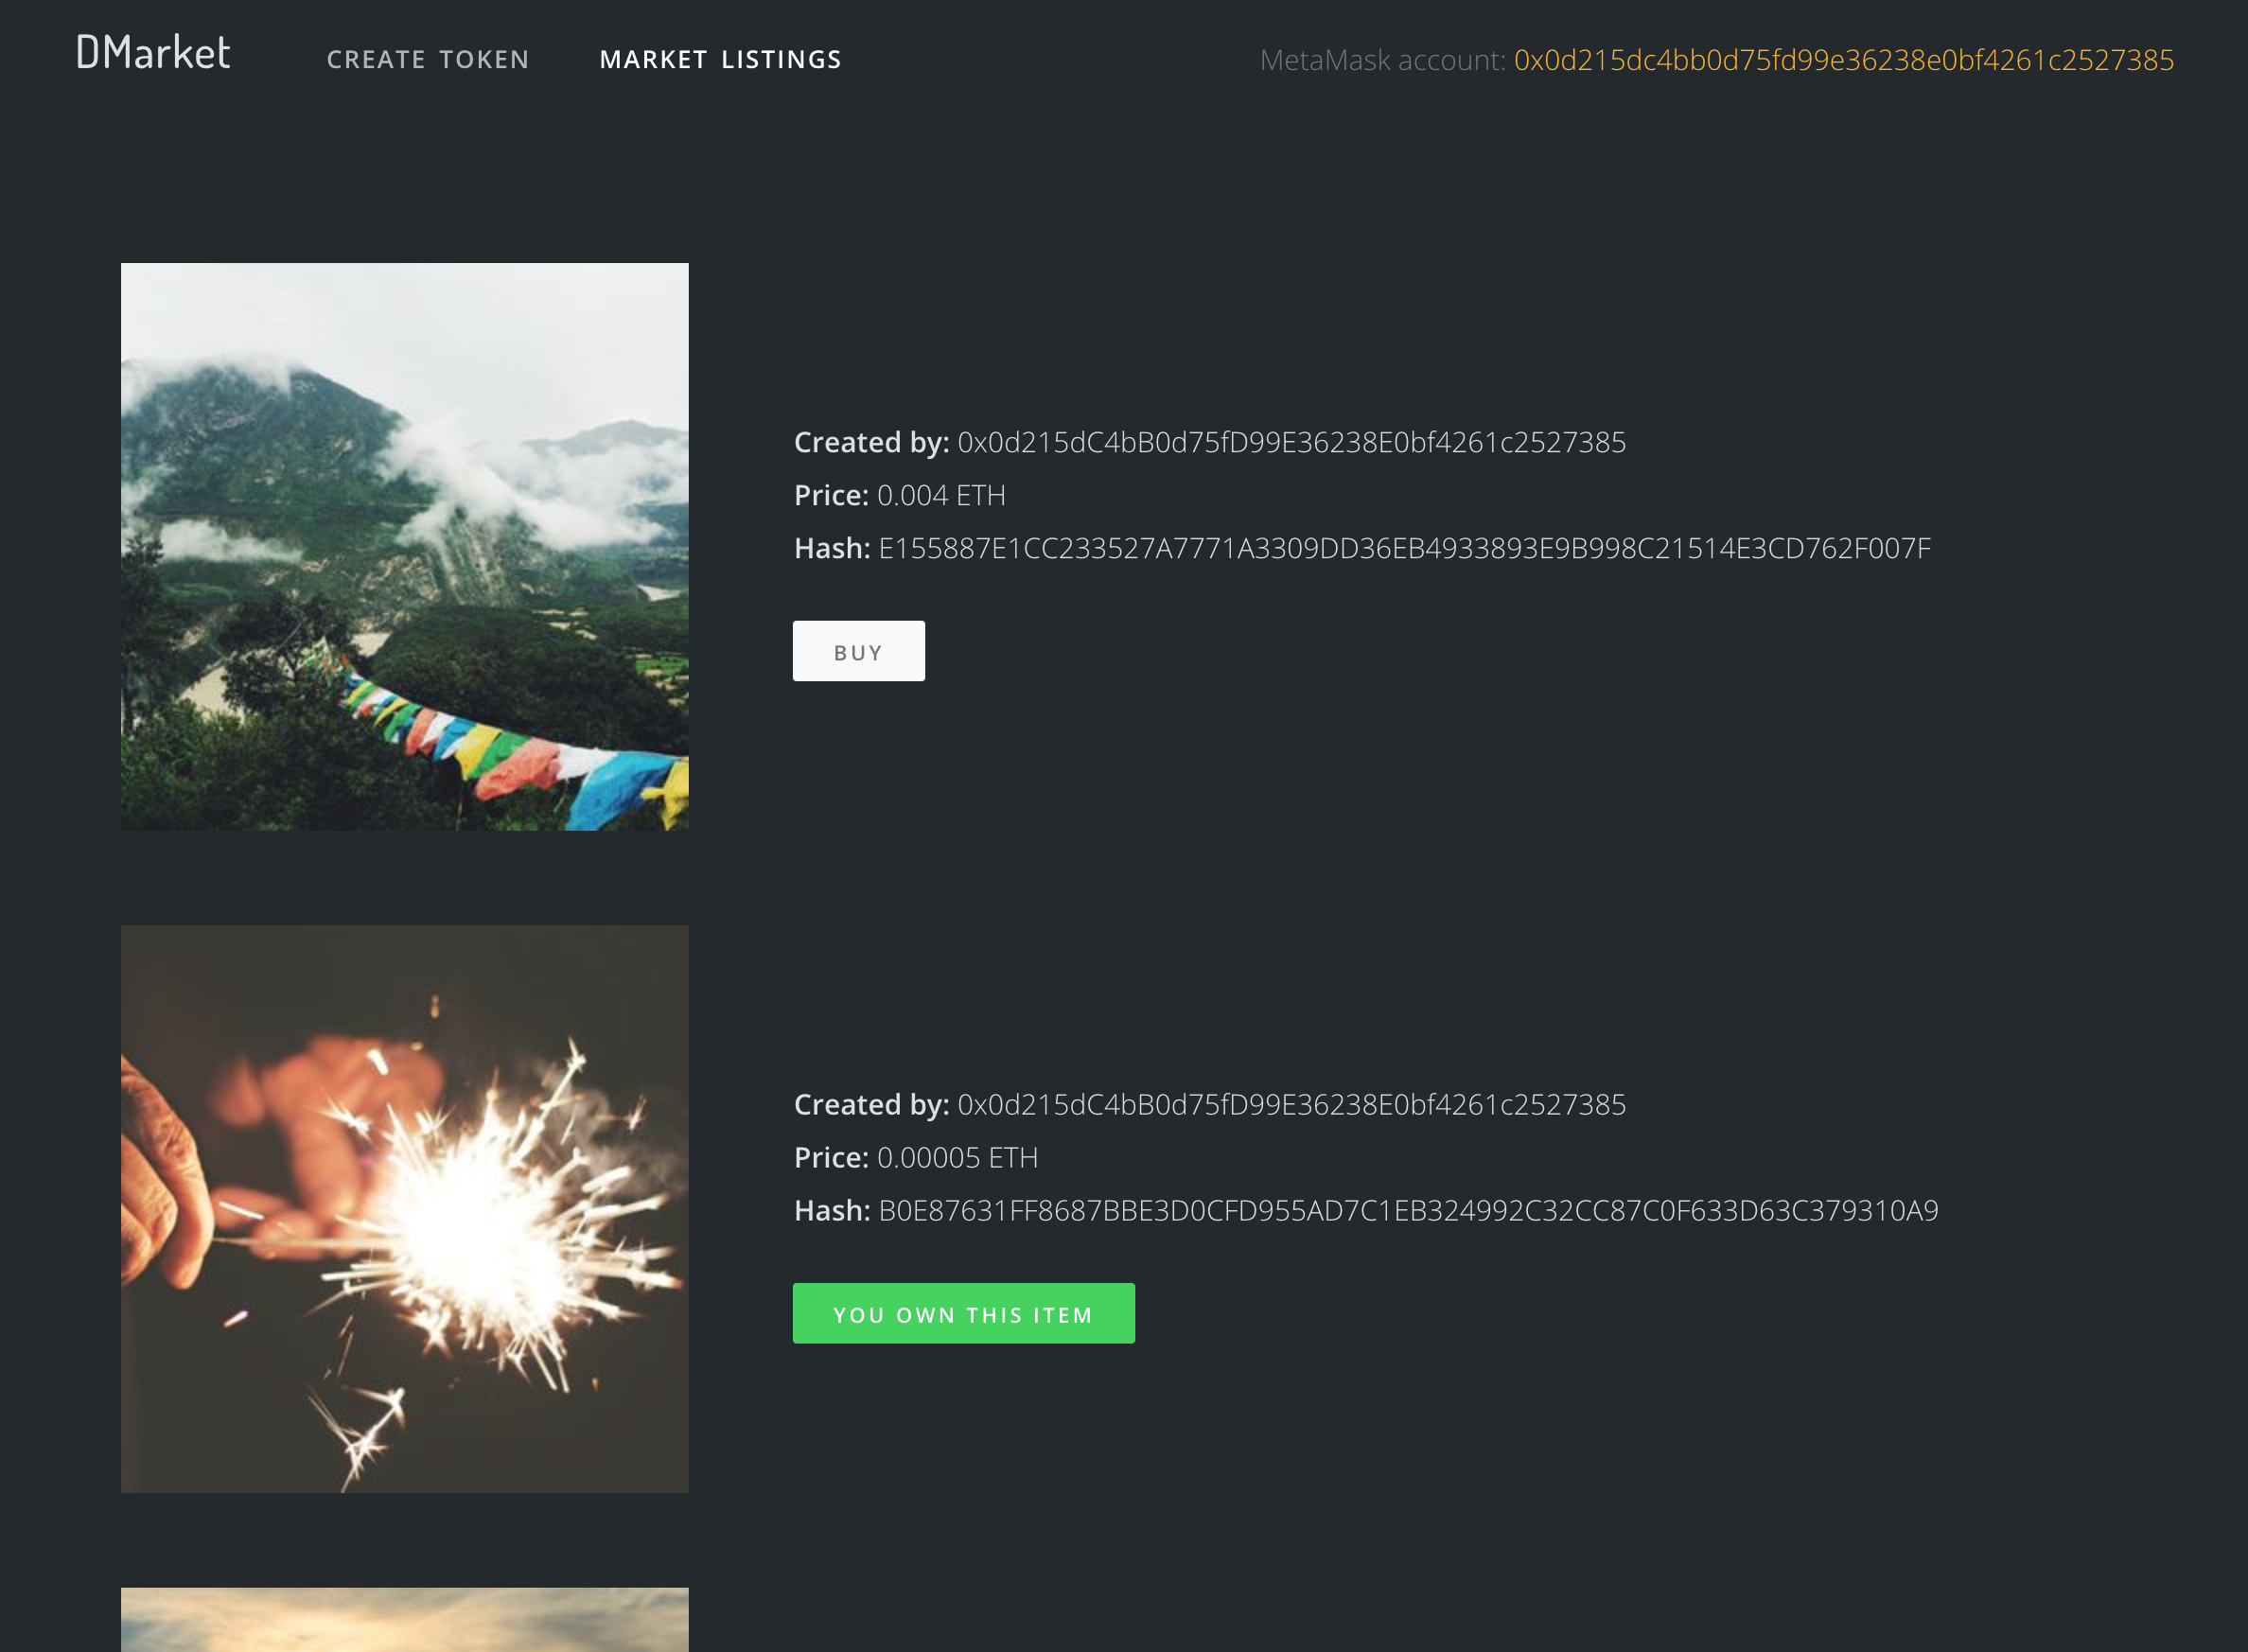 DMarket CREATE TOKEN MARKET LISTINGS MetaMask account: 0x0d215dc4bb0d75fd99e36238e0bf4261c2527385
Created by: 0x0d215dC4bB0d75fD99E36238E0bf4261c2527385
Price: 0.004 ETH
Hash: E155887E1CC233527A7771A3309DD36EB4933893E9B998C21514E3CD762F007F
BUY
Created by: 0x0d215dC4bB0d75fD99E36238E0bf4261c2527385
Price: 0.00005 ETH
Hash: B0E87631FF8687BBE3D0CFD955AD7C1EB324992C32CC87C0F633D63C379310A9
YOU OWN THIS ITEM